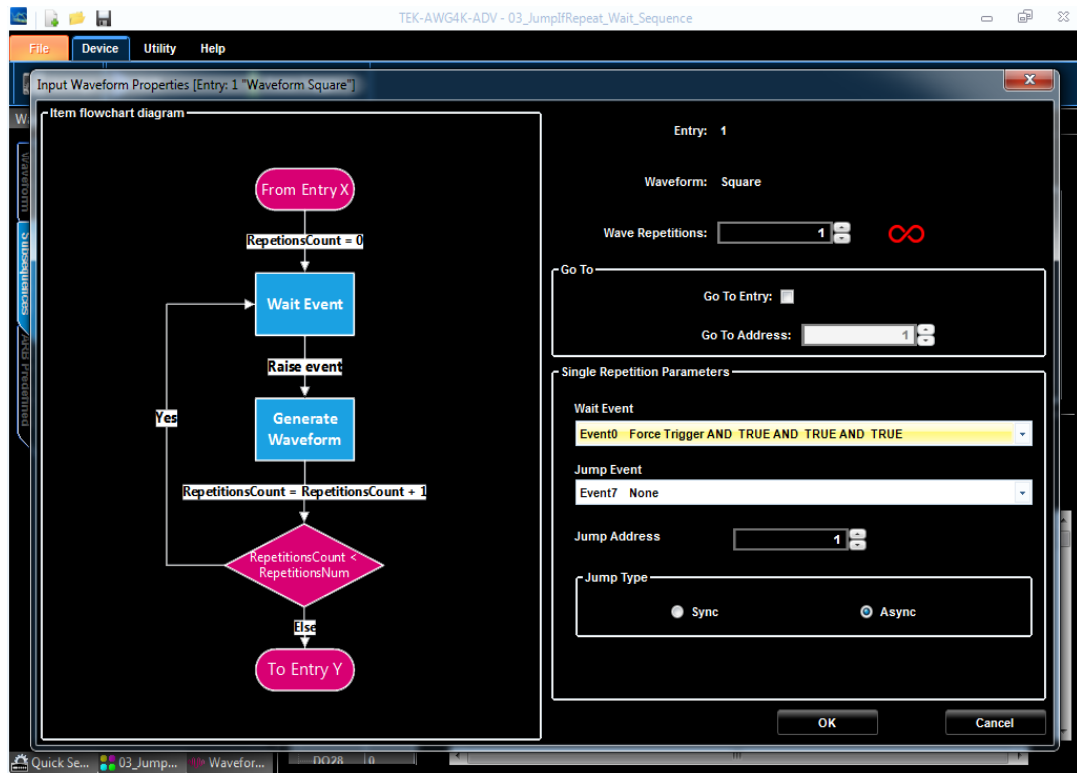 TEK-AWG4K-ADV - 03_JumpIfRepeat_Wait_Sequence
File Device Utility Help
Input Waveform Properties [Entry: 1 "Waveform Square"]
Item flowchart diagram
From Entry X
RepetionsCount = 0
Wait Event
Raise event
Yes
Generate
Waveform
RepetitionsCount = RepetitionsCount + 1
RepetitionsCount <
RepetitionsNum
Else
To Entry Y
Entry: 1
Waveform: Square
Wave Repetitions: 1 ∞
Go To
Go To Entry:
Go To Address: 1
Single Repetition Parameters
Wait Event
Event0 Force Trigger AND TRUE AND TRUE AND TRUE
Jump Event
Event7 None
Jump Address 1
Jump Type
Sync Async
OK Cancel
Waveform
Subsequences
ARB Predefined
Quick Se... 03_Jump... Wavefor... DO28 0